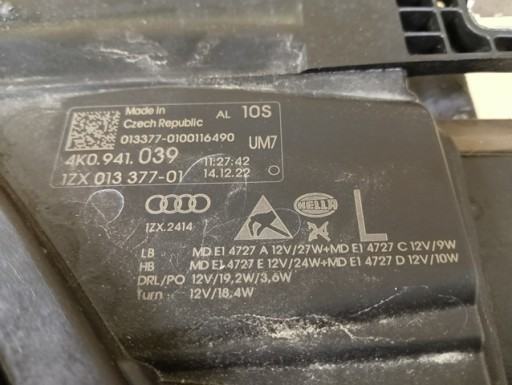 Made in
Czech Republic
AL 10S
013377-0100116490
UM7
4K0.941.039
11:27:42
1ZX 013 377-01
14.12.22
HELLA
L
1ZX.2414
LB MD E1 4727 A 12V/27W+MD E1 4727 C 12V/9W
HB MD E1 4727 E 12V/24W+MD E1 4727 D 12V/10W
DRL/PO 12V/19,2W/3,6W
Turn: 12V/18,4W